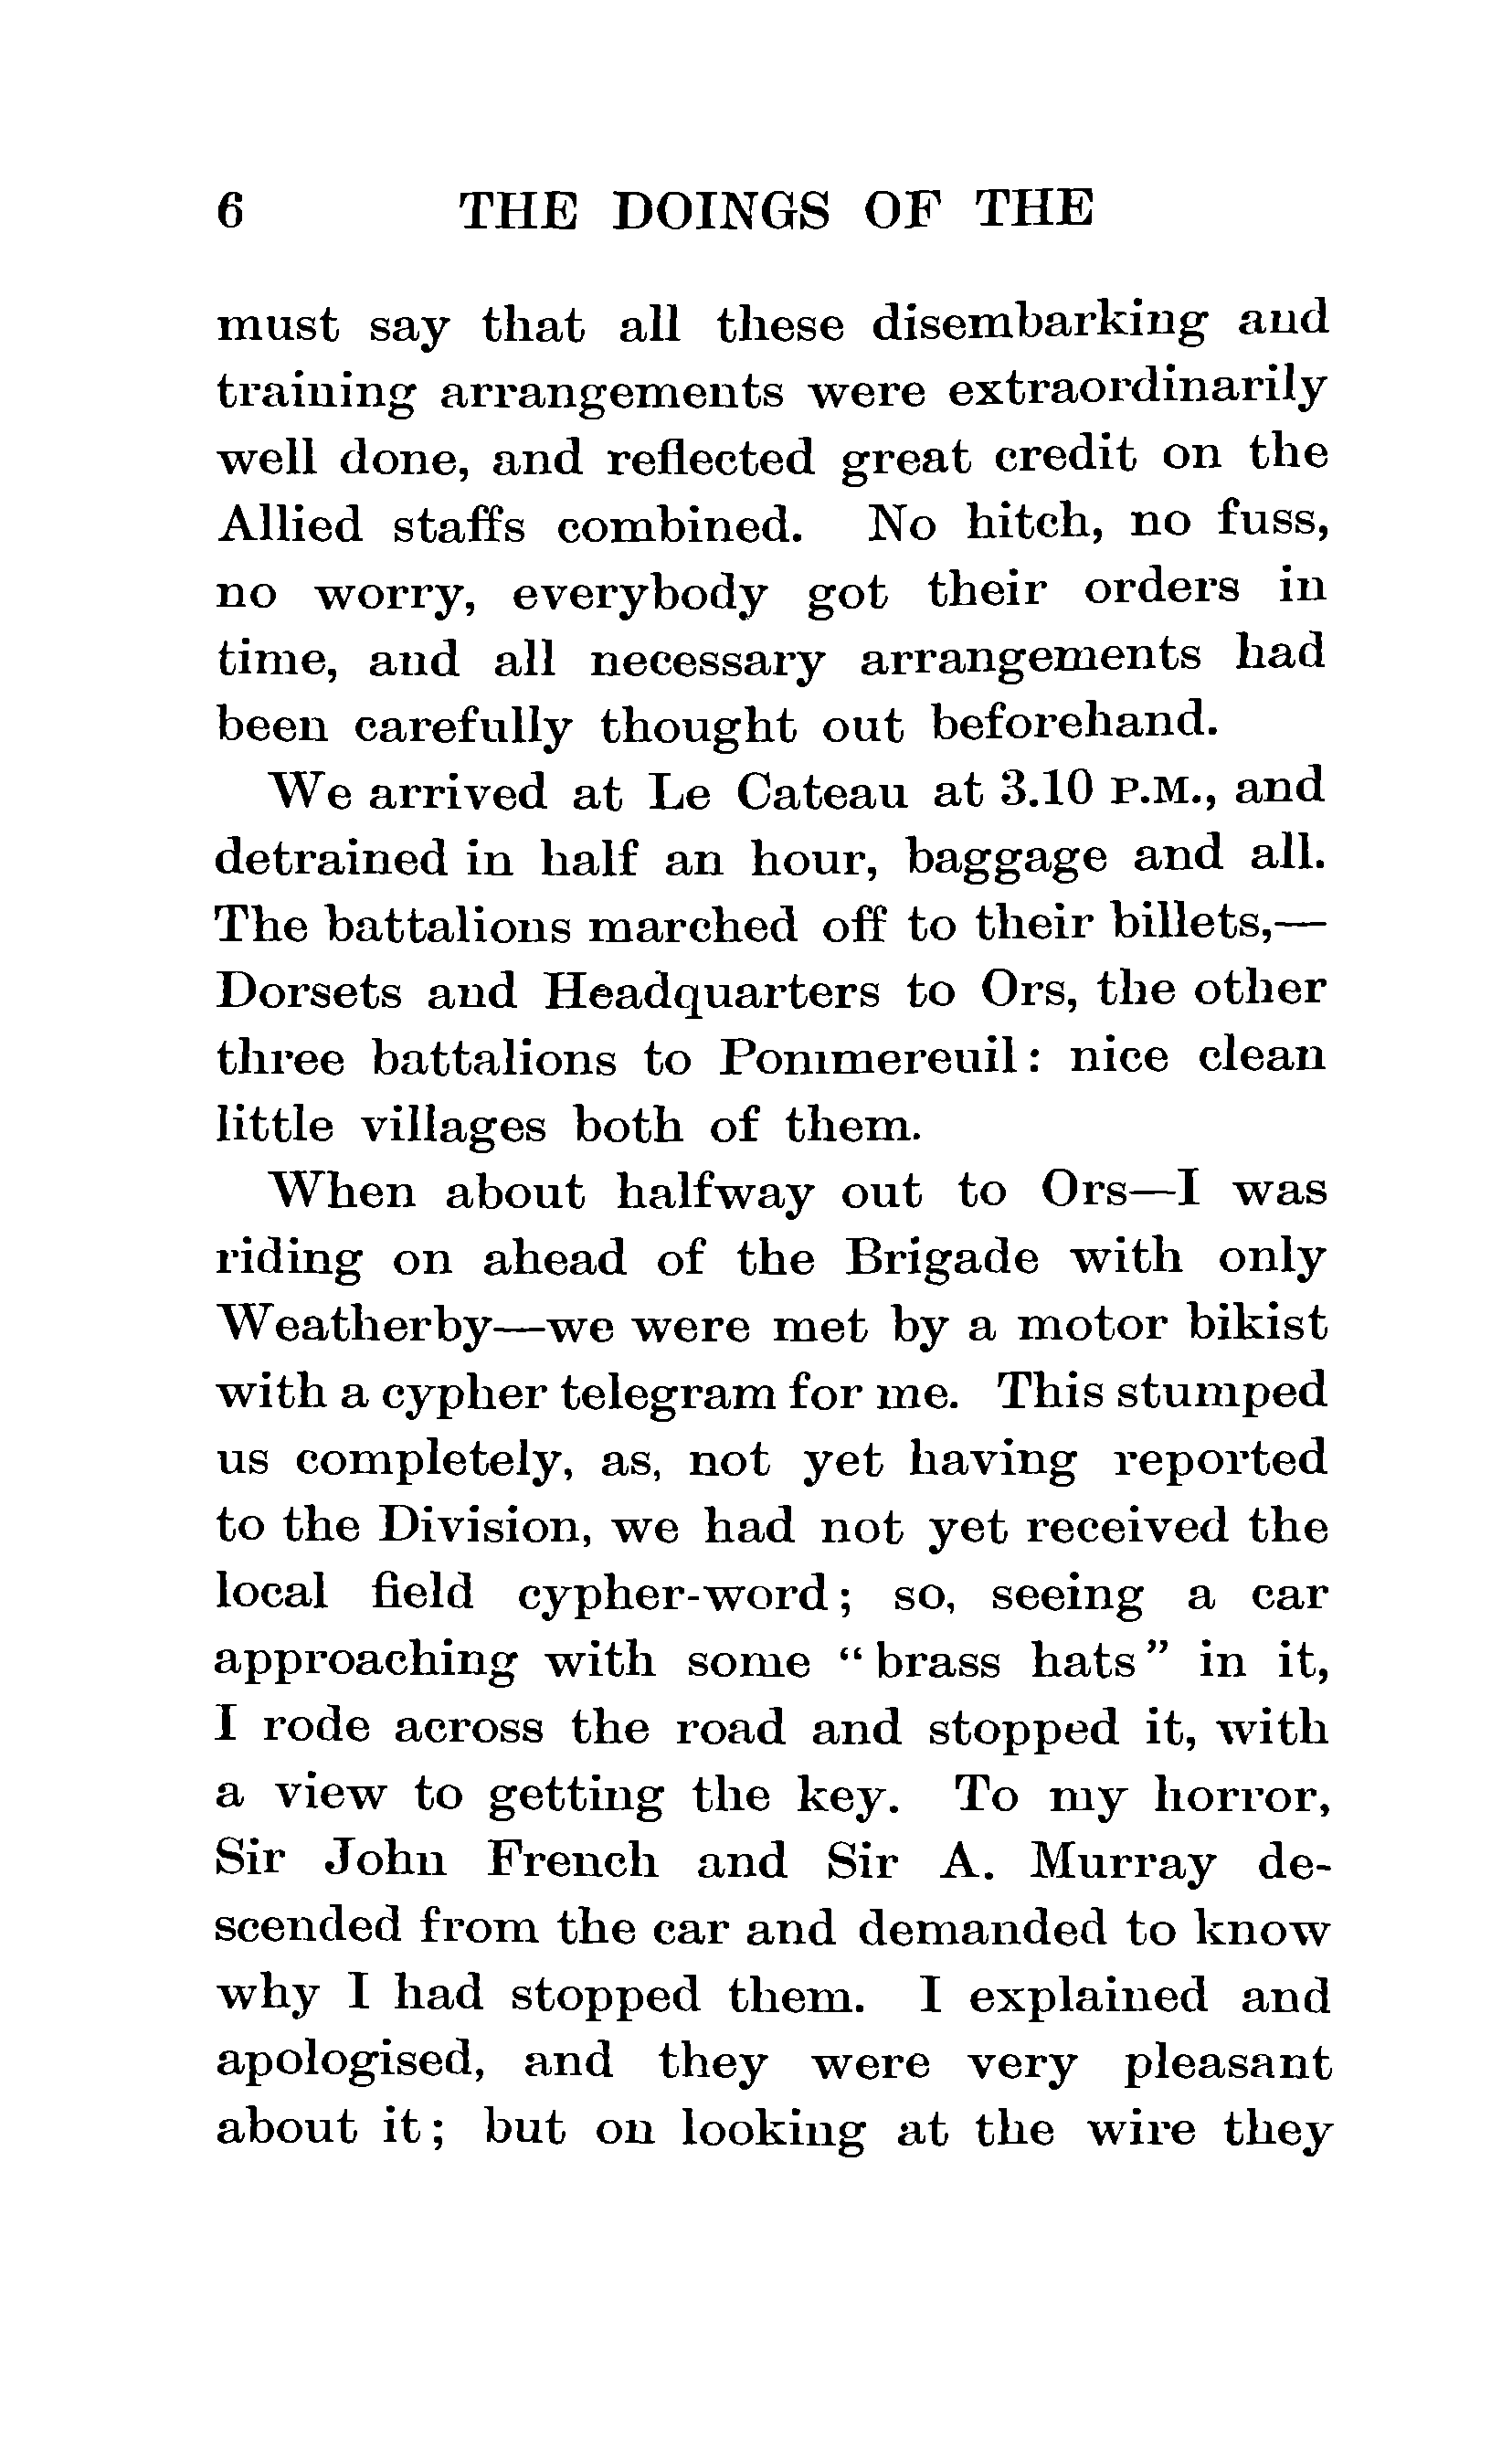 6 THE DOINGS OF THE
must say that all these disembarking and
training arrangements were extraordinarily
well done, and reflected great credit on the
Allied staffs combined. No hitch, no fuss,
no worry, everybody got their orders in
time, and all necessary arrangements had
been carefully thought out beforehand.
We arrived at Le Cateau at 3.10 P.M., and
detrained in half an hour, baggage and all.
The battalions marched off to their billets,—
Dorsets and Headquarters to Ors, the other
three battalions to Pommereuil: nice clean
little villages both of them.
When about halfway out to Ors—I was
riding on ahead of the Brigade with only
Weatherby—we were met by a motor bikist
with a cypher telegram for me. This stumped
us completely, as, not yet having reported
to the Division, we had not yet received the
local field cypher-word; so, seeing a car
approaching with some “brass hats” in it,
I rode across the road and stopped it, with
a view to getting the key. To my horror,
Sir John French and Sir A. Murray de-
scended from the car and demanded to know
why I had stopped them. I explained and
apologised, and they were very pleasant
about it; but on looking at the wire they